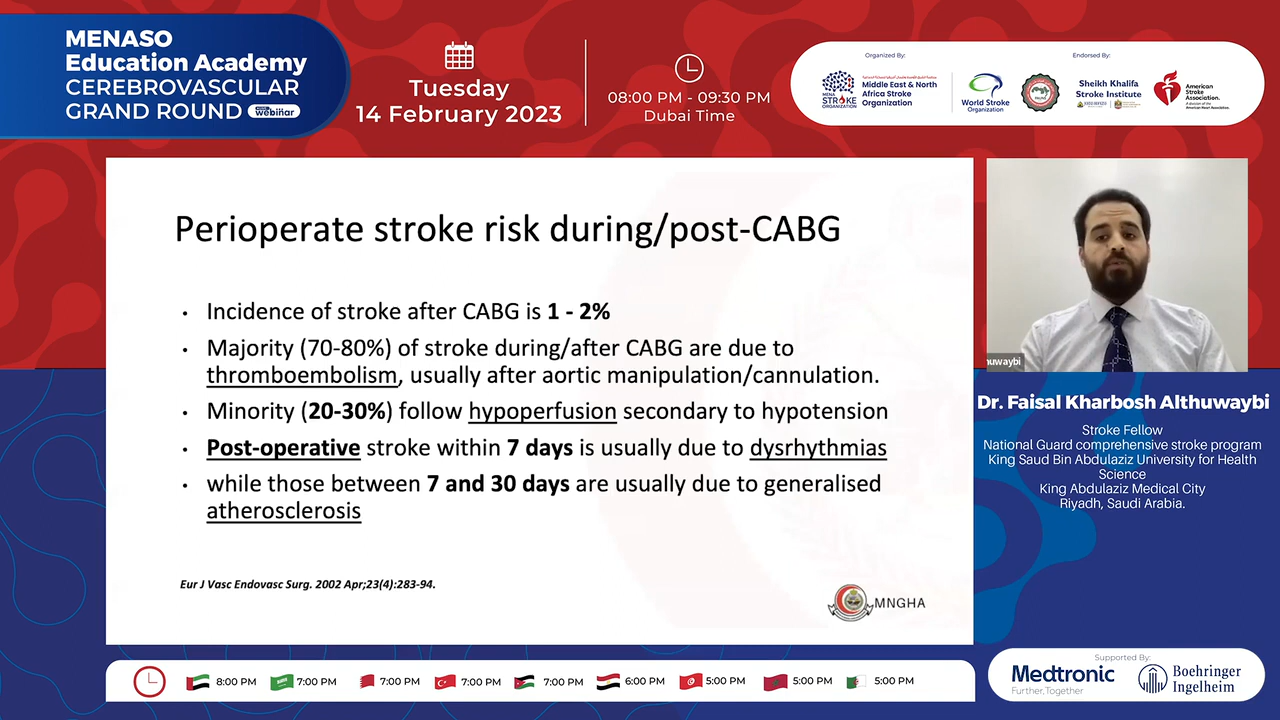 MENASO
Education Academy
CEREBROVASCULAR
GRAND ROUND
webinar
Tuesday
14 February 2023
08:00 PM - 09:30 PM
Dubai Time
Organized By:
MENA
STROKE
ORGANIZATION
Middle East & North
Africa Stroke
Organization
World Stroke
Organization
Endorsed By:
Sheikh Khalifa
Stroke Institute
American
Stroke
Association.
A division of the
American Heart Association.
Perioperate stroke risk during/post-CABG
• Incidence of stroke after CABG is 1 - 2%
• Majority (70-80%) of stroke during/after CABG are due to
thromboembolism, usually after aortic manipulation/cannulation.
• Minority (20-30%) follow hypoperfusion secondary to hypotension
• Post-operative stroke within 7 days is usually due to dysrhythmias
• while those between 7 and 30 days are usually due to generalised
atherosclerosis
Eur J Vasc Endovasc Surg. 2002 Apr;23(4):283-94.
MNGHA
huwaybi
Dr. Faisal Kharbosh Althuwaybi
Stroke Fellow
National Guard comprehensive stroke program
King Saud Bin Abdulaziz University for Health
Science
King Abdulaziz Medical City
Riyadh, Saudi Arabia.
8:00 PM
7:00 PM
7:00 PM
7:00 PM
7:00 PM
6:00 PM
5:00 PM
5:00 PM
5:00 PM
Supported By:
Medtronic
Further, Together
Boehringer
Ingelheim